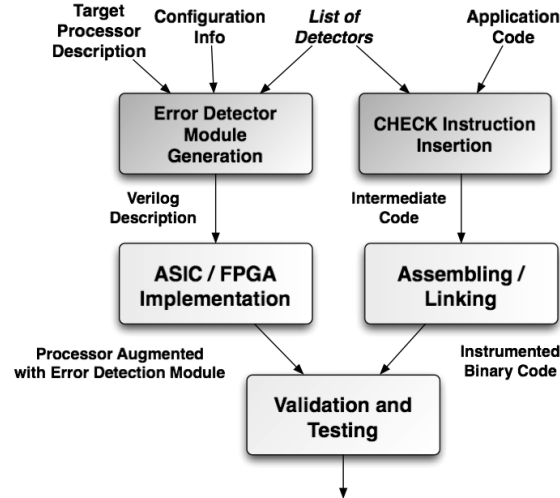 Target
Processor
Description
Configuration
Info
List of
Detectors
Application
Code
Error Detector
Module
Generation
CHECK Instruction
Insertion
Verilog
Description
Intermediate
Code
ASIC / FPGA
Implementation
Assembling /
Linking
Processor Augmented
with Error Detection Module
Instrumented
Binary Code
Validation and
Testing